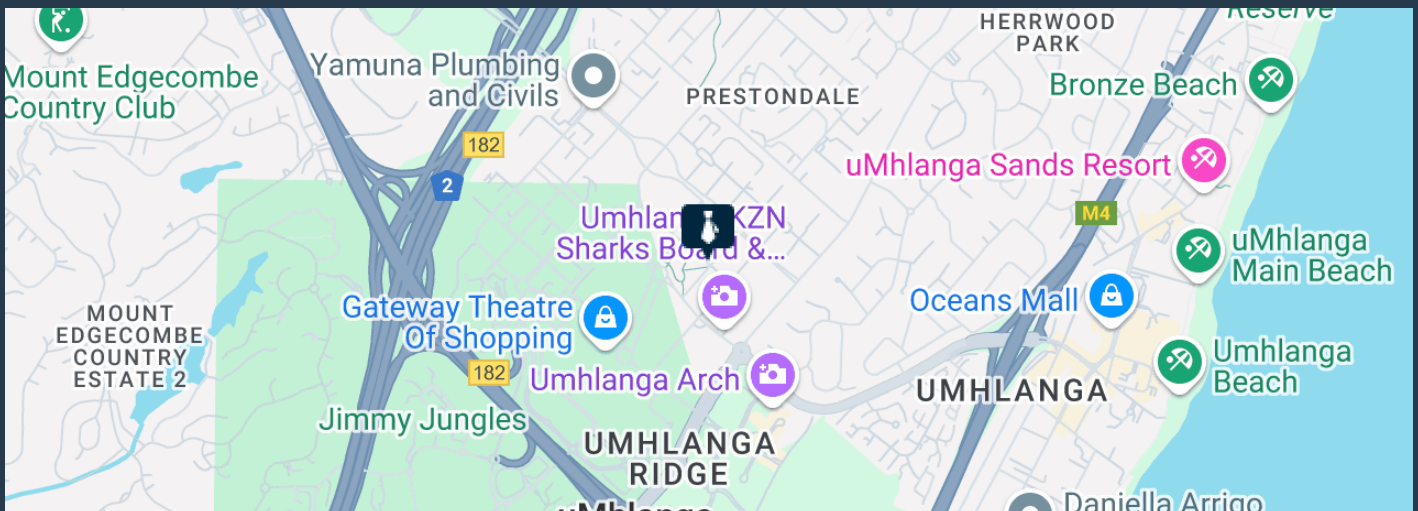 HERRWOOD
PARK
Reserve
Mount Edgecombe
Country Club
Yamuna Plumbing
and Civils
PRESTONDALE
Bronze Beach
182
uMhlanga Sands Resort
2
M4
KZN
Sharks Board &...
uMhlanga
Main Beach
MOUNT
EDGECOMBE
COUNTRY
ESTATE 2
Gateway Theatre
Of Shopping
Oceans Mall
182
Umhlanga Arch
Umhlanga
Beach
UMHLANGA
Jimmy Jungles
UMHLANGA
RIDGE
uMhlanga
Daniella Arrigo